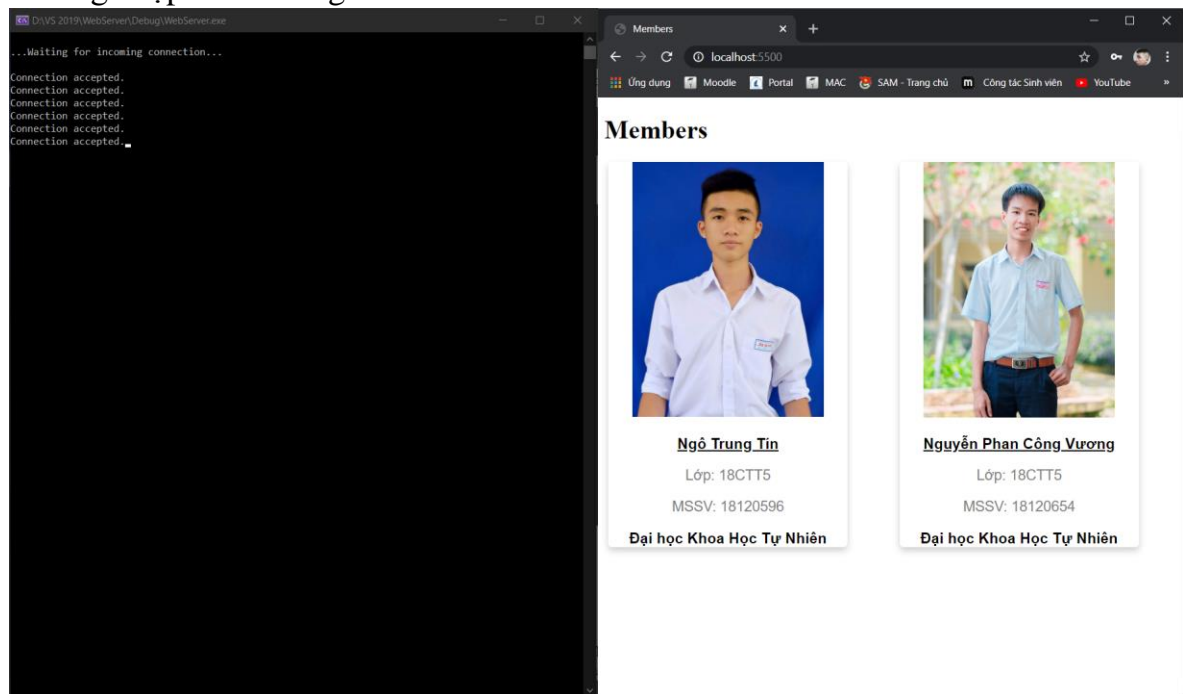 D:\VS 2019\WebServer\Debug\WebServer.exe
...Waiting for incoming connection...
Connection accepted.
Connection accepted.
Connection accepted.
Connection accepted.
Connection accepted.
Connection accepted.
Members
localhost:5500
Ứng dụng Moodle Portal MAC SAM - Trang chủ Công tác Sinh viên YouTube »
Members
Ngô Trung Tín Nguyễn Phan Công Vương
Lớp: 18CTT5 Lớp: 18CTT5
MSSV: 18120596 MSSV: 18120654
Đại học Khoa Học Tự Nhiên Đại học Khoa Học Tự Nhiên